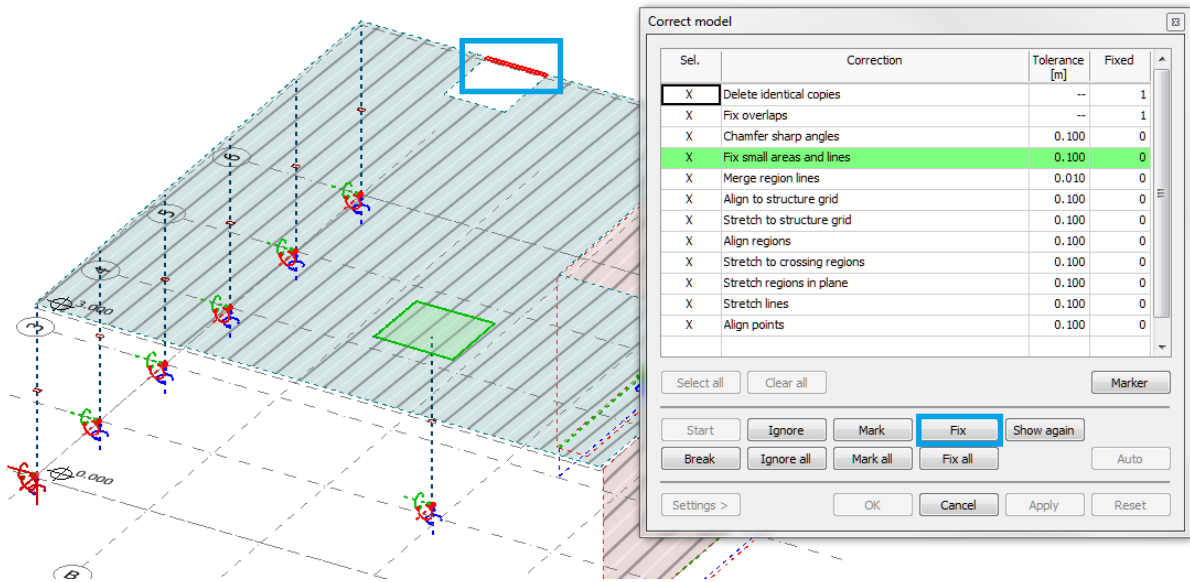 Correct model
Sel. Correction Tolerance [m] Fixed
X Delete identical copies -- 1
X Fix overlaps -- 1
X Chamfer sharp angles 0.100 0
X Fix small areas and lines 0.100 0
X Merge region lines 0.010 0
X Align to structure grid 0.100 0
X Stretch to structure grid 0.100 0
X Align regions 0.100 0
X Stretch to crossing regions 0.100 0
X Stretch regions in plane 0.100 0
X Stretch lines 0.100 0
X Align points 0.100 0
Select all Clear all Marker
Start Ignore Mark Fix Show again
Break Ignore all Mark all Fix all Auto
Settings > OK Cancel Apply Reset
6
5
4
3.000
3
0.000
B